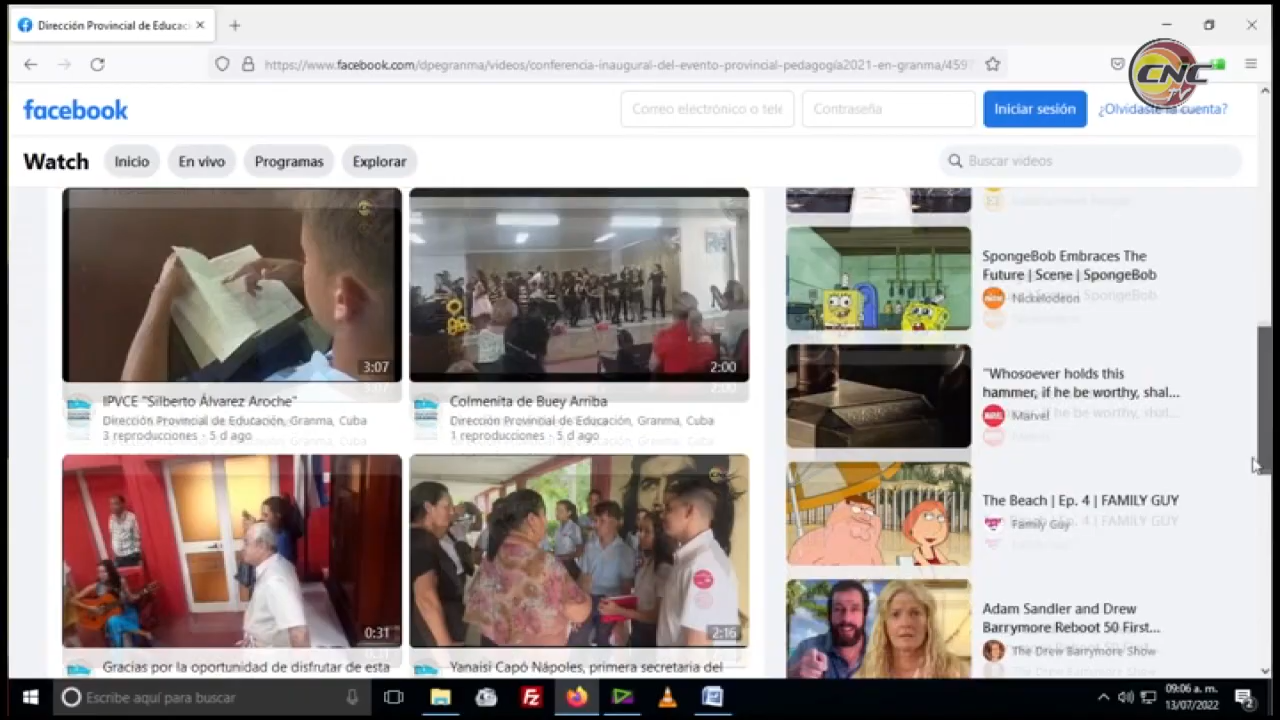 Dirección Provincial de Educaci
CNC
TV
https://www.facebook.com/dpegranma/videos/conferencia-inaugural-del-evento-provincial-pedagogía2021-en-granma/4597
facebook
Correo electrónico o telé
Contraseña
Iniciar sesión
¿Olvidaste la cuenta?
Watch
Inicio
En vivo
Programas
Explorar
Buscar videos
3:07
IPVCE "Silberto Álvarez Aroche"
Dirección Provincial de Educación, Granma, Cuba
3 reproducciones · 5 d ago
2:00
Colmenita de Buey Arriba
Dirección Provincial de Educación, Granma, Cuba
1 reproducciones · 5 d ago
0:31
Gracias por la oportunidad de disfrutar de esta
CNC
2:16
Yanaisi Capó Nápoles, primera secretaria del
SpongeBob Embraces The
Future | Scene | SpongeBob
Nickelodeon
"Whosoever holds this
hammer, if he be worthy, shal...
Marvel
The Beach | Ep. 4 | FAMILY GUY
Family Guy
Adam Sandler and Drew
Barrymore Reboot 50 First...
The Drew Barrymore Show
Escribe aquí para buscar
09:06 a. m.
13/07/2022
2